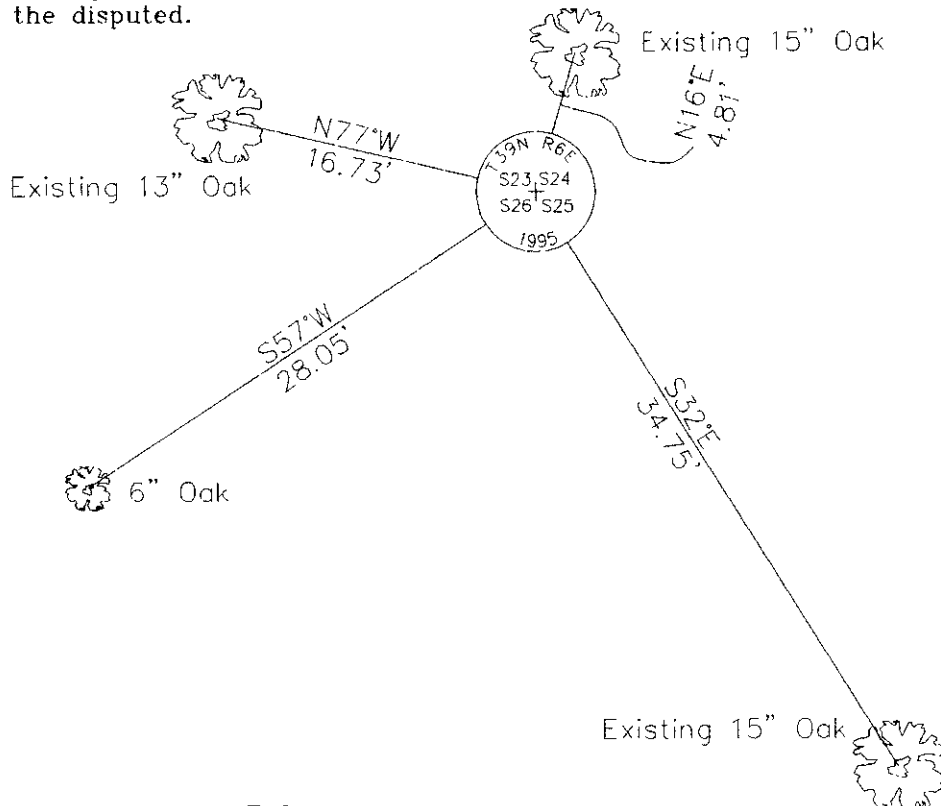 the disputed.
Existing 15" Oak
N16°E
4.81'
N77°W
16.73'
Existing 13" Oak
T39N R6E
S23 S24
S26 S25
1995
S57°W
28.05'
S32°E
34.75'
6" Oak
Existing 15" Oak